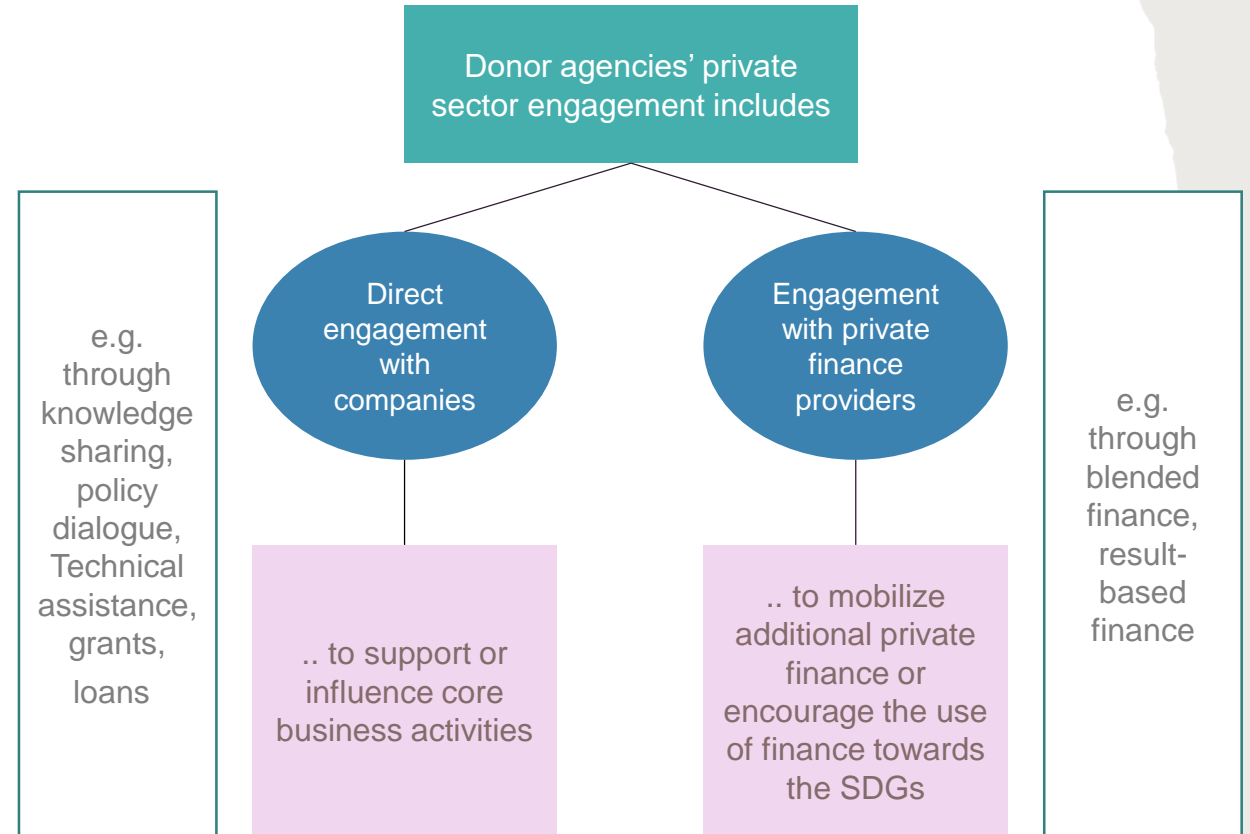 Donor agencies’ private
sector engagement includes
e.g.
through
knowledge
sharing,
policy
dialogue,
Technical
assistance,
grants,
loans
Direct
engagement
with
companies
.. to support or
influence core
business activities
Engagement
with private
finance
providers
.. to mobilize
additional private
finance or
encourage the use
of finance towards
the SDGs
e.g.
through
blended
finance,
result-
based
finance